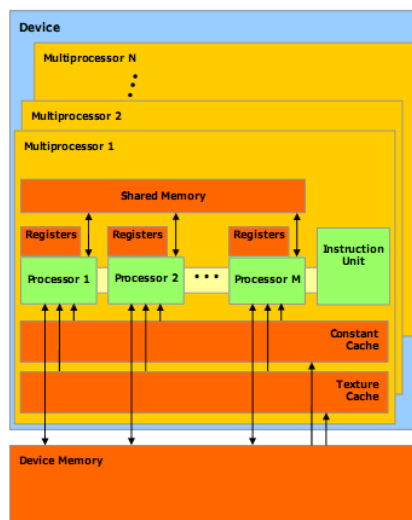 Device
Multiprocessor N
Multiprocessor 2
Multiprocessor 1
Shared Memory
Registers
Registers
Registers
Processor 1
Processor 2
Processor M
Instruction
Unit
Constant
Cache
Texture
Cache
Device Memory